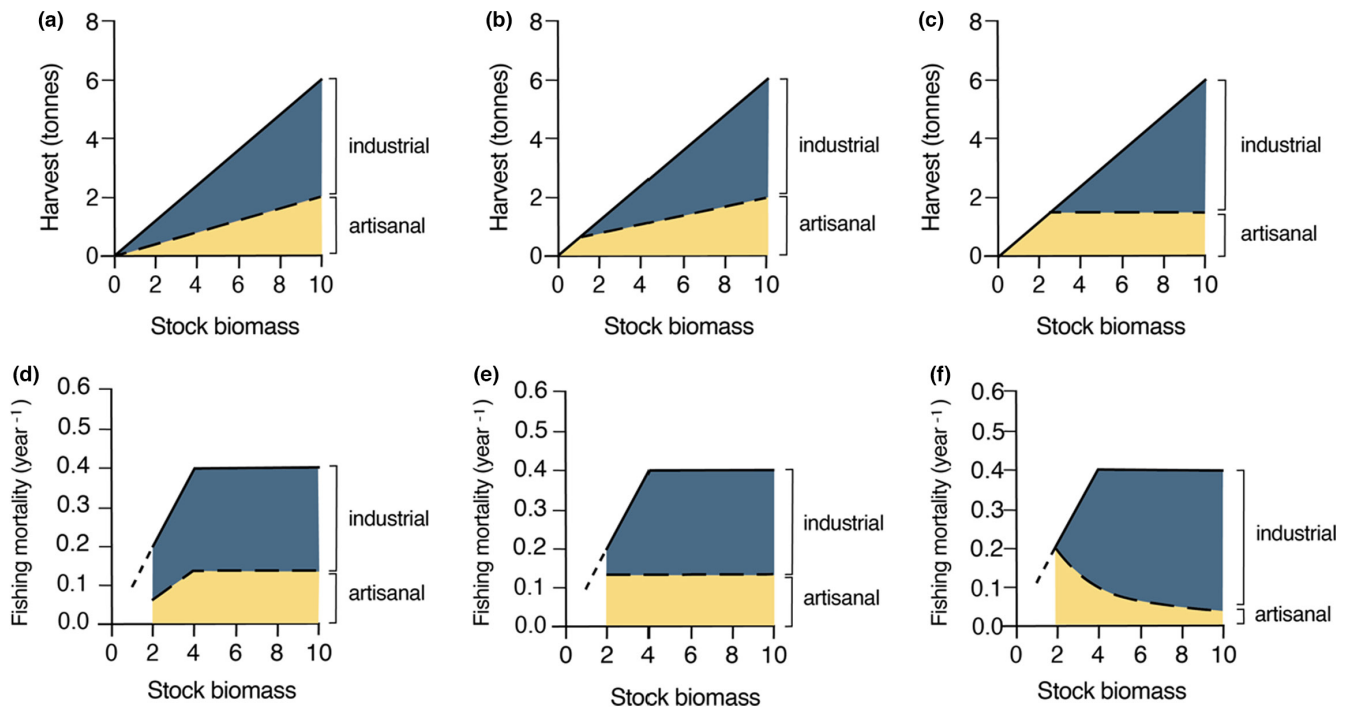 (a)
8
6
4
2
0
Harvest (tonnes)
0 2 4 6 8 10
Stock biomass
industrial
artisanal
(b)
8
6
4
2
0
Harvest (tonnes)
0 2 4 6 8 10
Stock biomass
industrial
artisanal
(c)
8
6
4
2
0
Harvest (tonnes)
0 2 4 6 8 10
Stock biomass
industrial
artisanal
(d)
0.6
0.5
0.4
0.3
0.2
0.1
0.0
Fishing mortality (year⁻¹)
0 2 4 6 8 10
Stock biomass
industrial
artisanal
(e)
0.6
0.5
0.4
0.3
0.2
0.1
0.0
Fishing mortality (year⁻¹)
0 2 4 6 8 10
Stock biomass
industrial
artisanal
(f)
0.6
0.5
0.4
0.3
0.2
0.1
0.0
Fishing mortality (year⁻¹)
0 2 4 6 8 10
Stock biomass
industrial
artisanal